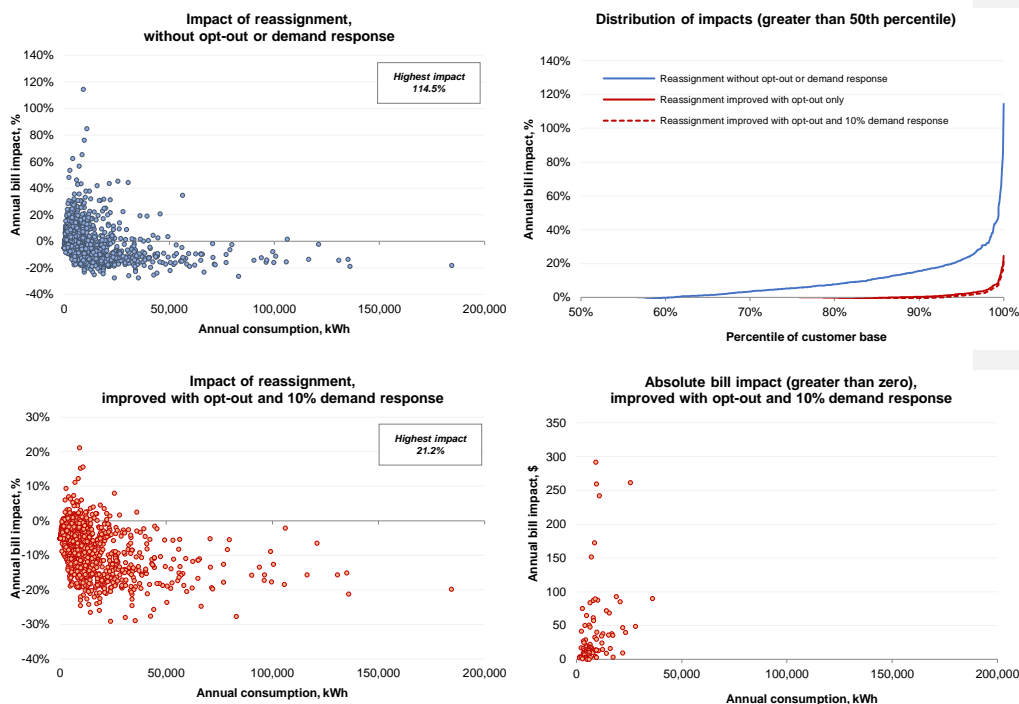 Impact of reassignment,
without opt-out or demand response
140%
120%
100%
80%
60%
40%
20%
0%
-20%
-40%
Annual bill impact, %
Highest impact
114.5%
0
50,000
100,000
150,000
200,000
Annual consumption, kWh
Distribution of impacts (greater than 50th percentile)
140%
120%
100%
80%
60%
40%
20%
0%
Annual bill impact, %
Reassignment without opt-out or demand response
Reassignment improved with opt-out only
Reassignment improved with opt-out and 10% demand response
50%
60%
70%
80%
90%
100%
Percentile of customer base
Impact of reassignment,
improved with opt-out and 10% demand response
30%
20%
10%
0%
-10%
-20%
-30%
-40%
Annual bill impact, %
Highest impact
21.2%
0
50,000
100,000
150,000
200,000
Annual consumption, kWh
Absolute bill impact (greater than zero),
improved with opt-out and 10% demand response
350
300
250
200
150
100
50
0
Annual bill impact, $
0
50,000
100,000
150,000
200,000
Annual consumption, kWh